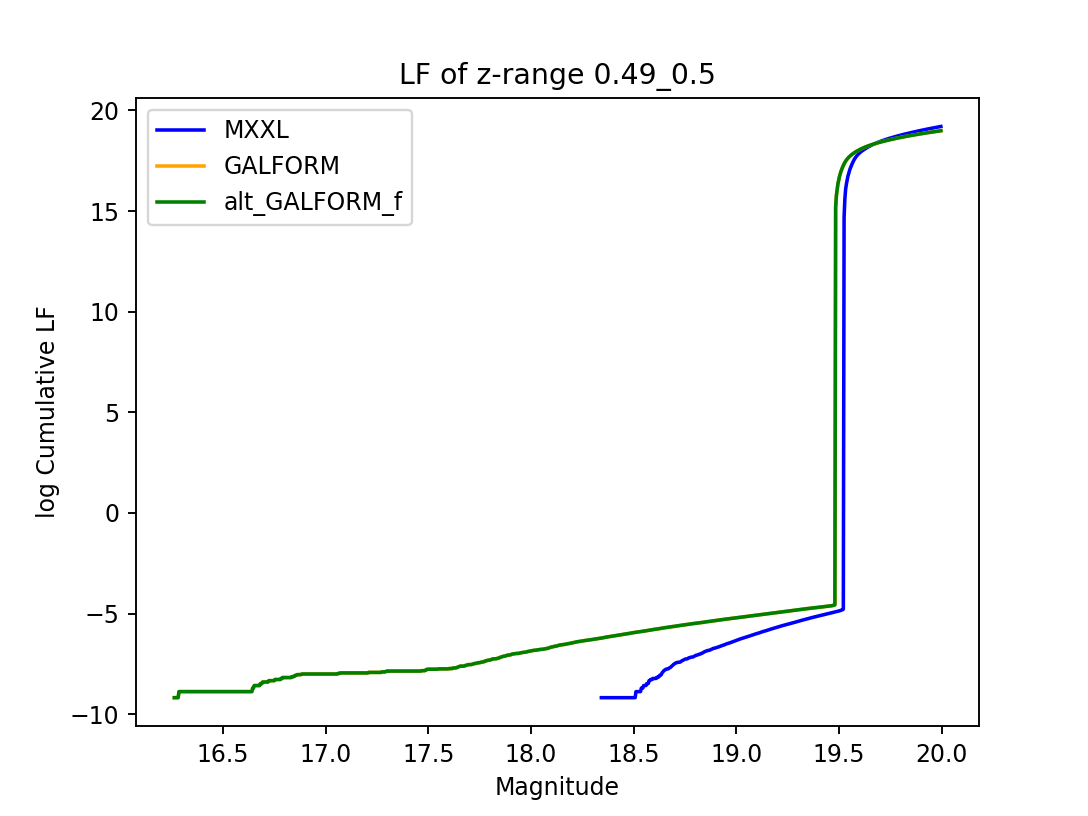 LF of z-range 0.49_0.5
MXXL
GALFORM
alt_GALFORM_f
log Cumulative LF
20
15
10
5
0
−5
−10
16.5 17.0 17.5 18.0 18.5 19.0 19.5 20.0
Magnitude